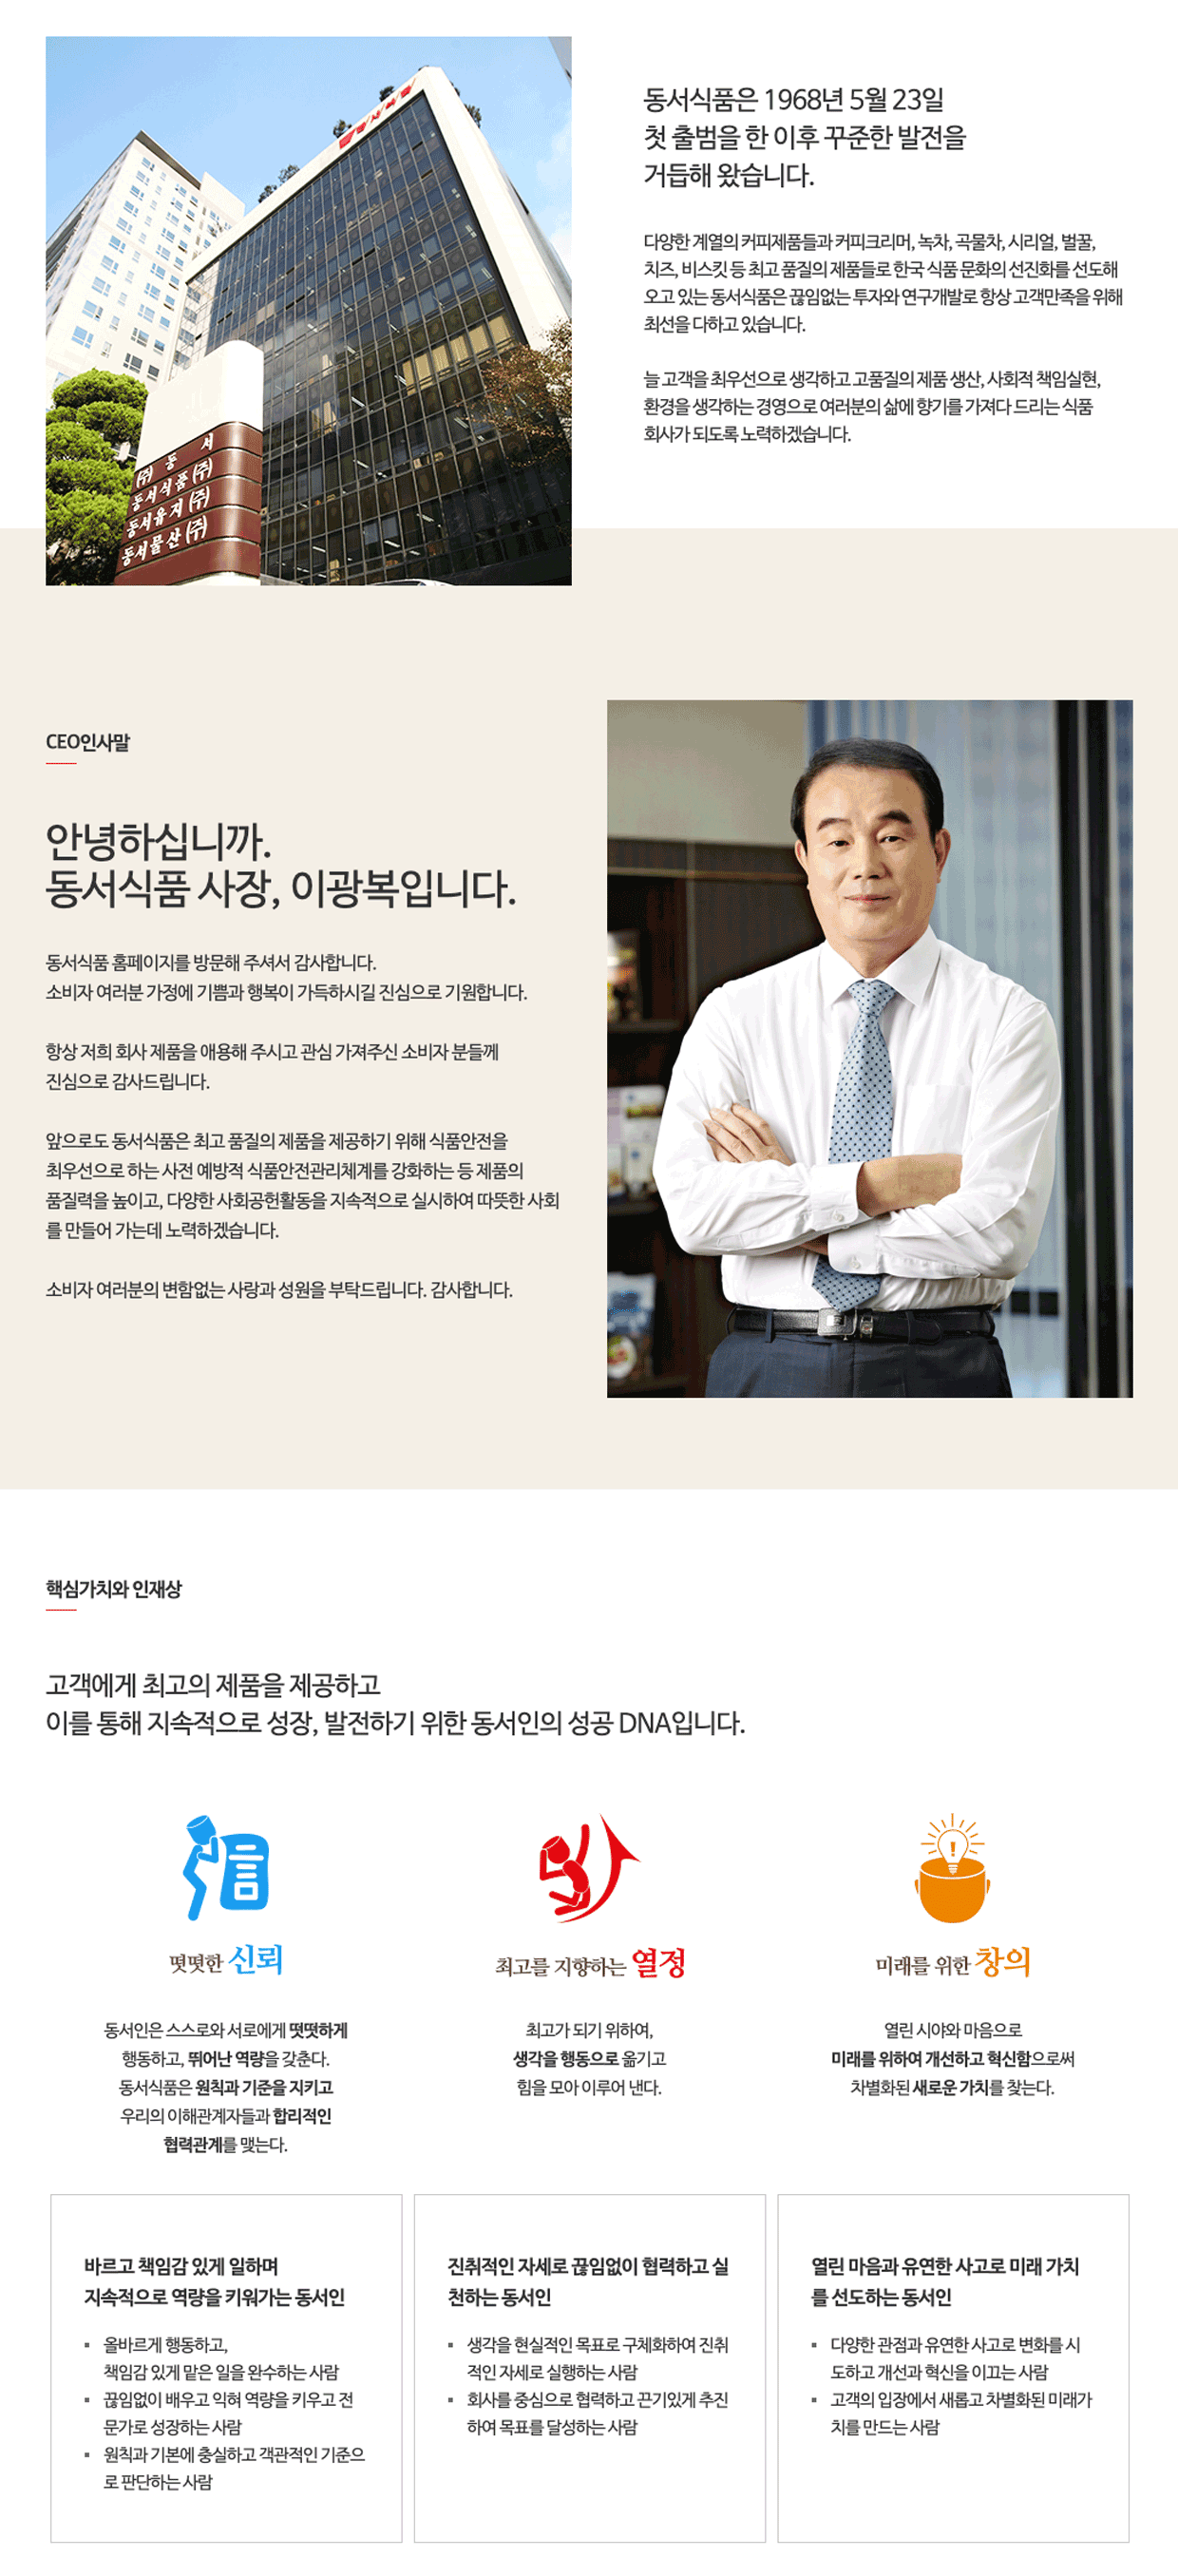 동서식품은 1968년 5월 23일
첫 출범을 한 이후 꾸준한 발전을
거듭해 왔습니다.
다양한 계열의 커피제품들과 커피크리머, 녹차, 곡물차, 시리얼, 벌꿀,
치즈, 비스킷 등 최고 품질의 제품들로 한국 식품 문화의 선진화를 선도해
오고 있는 동서식품은 끊임없는 투자와 연구개발로 항상 고객만족을 위해
최선을 다하고 있습니다.
늘 고객을 최우선으로 생각하고 고품질의 제품 생산, 사회적 책임실현,
환경을 생각하는 경영으로 여러분의 삶에 향기를 가져다 드리는 식품
회사가 되도록 노력하겠습니다.
(주) 동 서
동서식품 (주)
동서유지 (주)
동서물산 (주)
CEO인사말
안녕하십니까.
동서식품 사장, 이광복입니다.
동서식품 홈페이지를 방문해 주셔서 감사합니다.
소비자 여러분 가정에 기쁨과 행복이 가득하시길 진심으로 기원합니다.
항상 저희 회사 제품을 애용해 주시고 관심 가져주신 소비자 분들께
진심으로 감사드립니다.
앞으로도 동서식품은 최고 품질의 제품을 제공하기 위해 식품안전을
최우선으로 하는 사전 예방적 식품안전관리체계를 강화하는 등 제품의
품질력을 높이고, 다양한 사회공헌활동을 지속적으로 실시하여 따뜻한 사회
를 만들어 가는데 노력하겠습니다.
소비자 여러분의 변함없는 사랑과 성원을 부탁드립니다. 감사합니다.
핵심가치와 인재상
고객에게 최고의 제품을 제공하고
이를 통해 지속적으로 성장, 발전하기 위한 동서인의 성공 DNA입니다.
信
떳떳한 신뢰
동서인은 스스로와 서로에게 떳떳하게
행동하고, 뛰어난 역량을 갖춘다.
동서식품은 원칙과 기준을 지키고
우리의 이해관계자들과 합리적인
협력관계를 맺는다.
최고를 지향하는 열정
최고가 되기 위하여,
생각을 행동으로 옮기고
힘을 모아 이루어 낸다.
미래를 위한 창의
열린 시야와 마음으로
미래를 위하여 개선하고 혁신함으로써
차별화된 새로운 가치를 찾는다.
바르고 책임감 있게 일하며
지속적으로 역량을 키워가는 동서인
올바르게 행동하고,
책임감 있게 맡은 일을 완수하는 사람
끊임없이 배우고 익혀 역량을 키우고 전
문가로 성장하는 사람
원칙과 기본에 충실하고 객관적인 기준으
로 판단하는 사람
진취적인 자세로 끊임없이 협력하고 실
천하는 동서인
생각을 현실적인 목표로 구체화하여 진취
적인 자세로 실행하는 사람
회사를 중심으로 협력하고 끈기있게 추진
하여 목표를 달성하는 사람
열린 마음과 유연한 사고로 미래 가치
를 선도하는 동서인
다양한 관점과 유연한 사고로 변화를 시
도하고 개선과 혁신을 이끄는 사람
고객의 입장에서 새롭고 차별화된 미래가
치를 만드는 사람